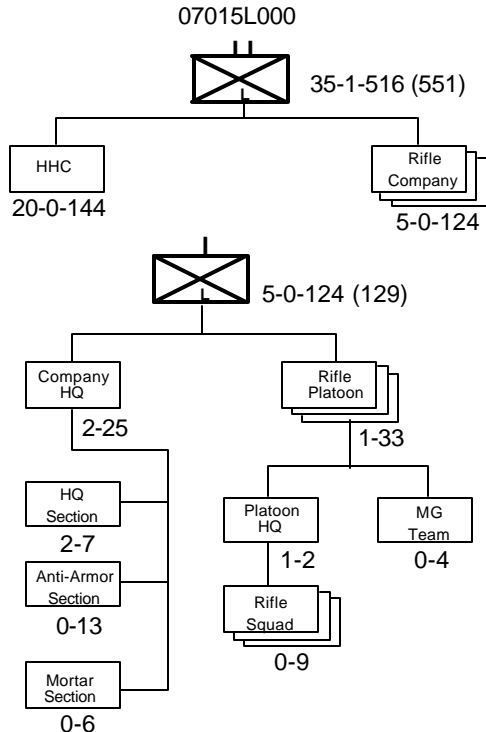 07015L000
L
35-1-516 (551)
HHC
20-0-144
Rifle
Company
5-0-124
L
5-0-124 (129)
Company
HQ
2-25
Rifle
Platoon
1-33
HQ
Section
2-7
Anti-Armor
Section
0-13
Mortar
Section
0-6
Platoon
HQ
1-2
MG
Team
0-4
Rifle
Squad
0-9